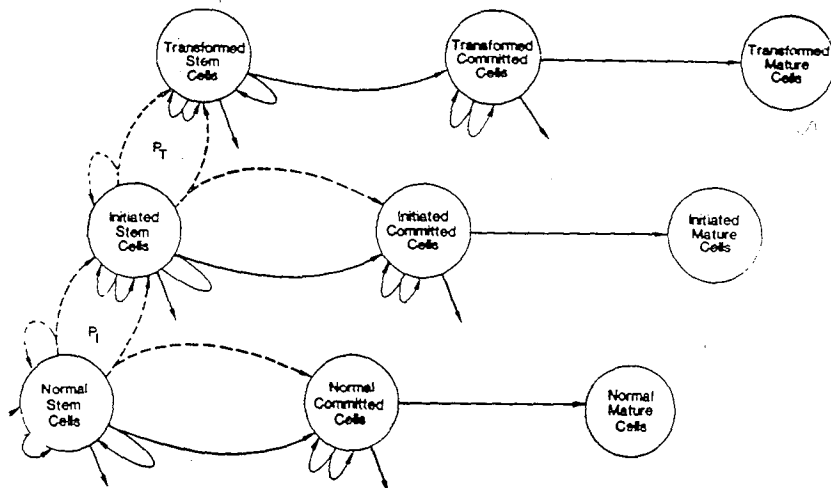 Transformed
Stem
Cells
Transformed
Committed
Cells
Transformed
Mature
Cells
P_T
Initiated
Stem
Cells
Initiated
Committed
Cells
Initiated
Mature
Cells
P_I
Normal
Stem
Cells
Normal
Committed
Cells
Normal
Mature
Cells